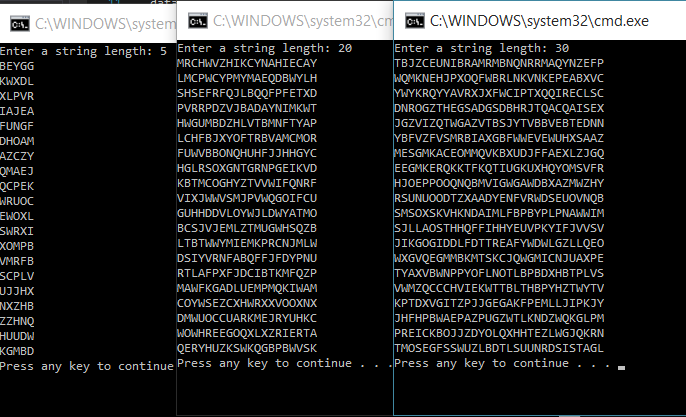 11 data
C:\WINDOWS
Enter a string length: 5
BEYGG
KWXDL
XLPVR
IAJEA
FUNGF
DHOAM
AZCZY
QMAEJ
QCPEK
WRUOC
EWOXL
SWRXI
XOMPB
VMRFB
SCPLV
UJJHX
NXZHB
ZZHNQ
HUUDW
KGMBD
Press any key to continue
C:\WINDOWS\system32\cm
Enter a string length: 20
MRCHWVZHIKCYNAHIECAY
LMCPWCYPMYMAEQDBWYLH
SHSEFRFQJLBQQFPFETXD
PVRRPDZVJBADAYNIMKWT
HWGUMBDZHLVTBMNFTYAP
LCHFBJXYOFTRBVAMCMOR
FUWVBBONQHUHFJJHHGYC
HGLRSOXGNTGRNPGEIKVD
KBTMCOGHYZTVVWIFQNRF
VIXJWWVSMJPVWQGOIFCU
GUHHDDVLOYWJLDWYATMO
BCSJVJEMLZTMUGWHSQZB
LTBTWWYMIEMKPRCNJMLW
DSIYVRNFABQFFJFDYPNU
RTLAFPXFJDCIBTKMFQZP
MAWFKGADLUEMPMQKIWAM
COYWSEZCXHWRXXVOOXNX
DMWUOCCUARKMEJRYUHKC
WOWHREEGOQXLXZRIERTA
QERYHUZKSWKQGBPBWVSK
Press any key to continue . . .
C:\WINDOWS\system32\cmd.exe
Enter a string length: 30
TBJZCEUNIBRAMRMBNQNRRMAQYNZEFP
WQMKNEHJPXOQFWBRLNKVNKEPEABXVC
YWYKRQYYAVRXJXFWCIPTXQQIRECLSC
DNROGZTHEGSADGSDBHRJTQACQAISEX
JGZVIZQTWGAZVTBSJYTVBBVEBTEDNN
YBFVZFVSMRBIAXGBFWWEVEWUHXSAAZ
MESGMKACEOMMQVKBXUDJFFAEXLZJGQ
EEGMKERQKKTFKQTIUGKUXHQYOMSVFR
HJOEPPOOQNQBMVIGWGAWDBXAZMWZHY
RSUNUOODTZXAADYENFVRWDSEUOVNQB
SMSOXSKVHKNDAIMLFBPBYPLPNAWWIM
SJLLAOSTHHQFFIHHYEUVPKYIFJVVSV
JIKGOGIDDLFDTTREAFYWDWLGZLLQEO
WXGVQEGMMBKMTSKCJQWGMICNJUAXPE
TYAXVBWNPPYOFLNOTLBPBDXHBTPLVS
VWMZQCCCHVIEKWTTBLTHBPYHZTWYTV
KPTDXVGITZPJJGEGAKFPEMLLJIPKJY
JHFHPBWAEPAZPUGZWTLKNDZWQKGLPM
PREICKBOJJZDYOLQXHHTEZLWGJQKRN
TMOSEGFSSWUZLBDTLSUUNRDSISTAGL
Press any key to continue . . .